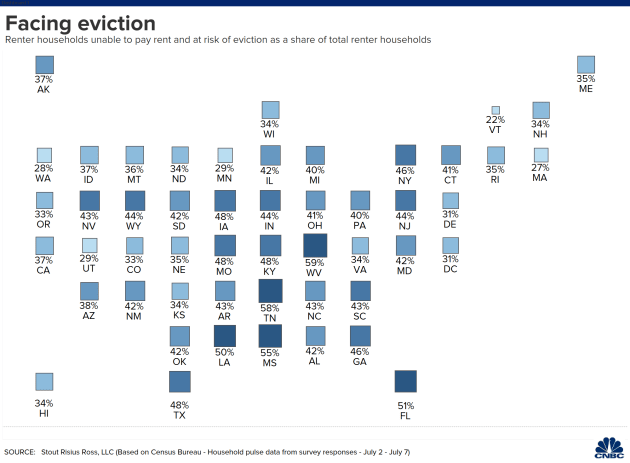 Facing eviction
Renter households unable to pay rent and at risk of eviction as a share of total renter households
37%
AK
35%
ME
34%
WI
22%
VT
34%
NH
28%
WA
37%
ID
36%
MT
34%
ND
29%
MN
42%
IL
40%
MI
46%
NY
41%
CT
35%
RI
27%
MA
33%
OR
43%
NV
44%
WY
42%
SD
48%
IA
44%
IN
41%
OH
40%
PA
44%
NJ
31%
DE
37%
CA
29%
UT
33%
CO
35%
NE
48%
MO
48%
KY
59%
WV
34%
VA
42%
MD
31%
DC
38%
AZ
42%
NM
34%
KS
43%
AR
58%
TN
43%
NC
43%
SC
42%
OK
50%
LA
55%
MS
42%
AL
46%
GA
34%
HI
48%
TX
51%
FL
SOURCE: Stout Risius Ross, LLC (Based on Census Bureau - Household pulse data from survey responses - July 2 - July 7)
CNBC